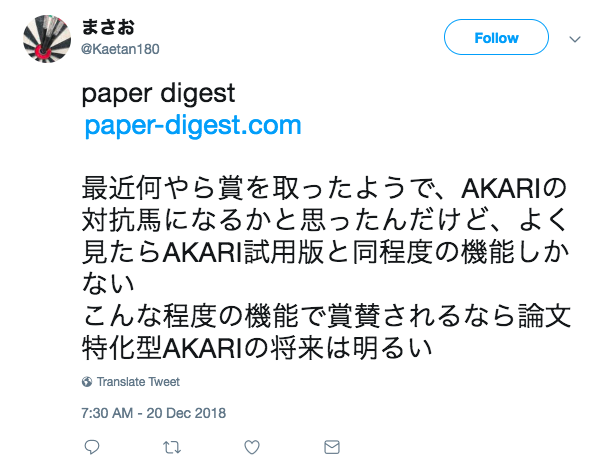 まさお
@Kaetan180
Follow
paper digest
paper-digest.com
最近何やら賞を取ったようで、AKARIの
対抗馬になるかと思ったんだけど、よく
見たらAKARI試用版と同程度の機能しか
ない
こんな程度の機能で賞賛されるなら論文
特化型AKARIの将来は明るい
Translate Tweet
7:30 AM - 20 Dec 2018